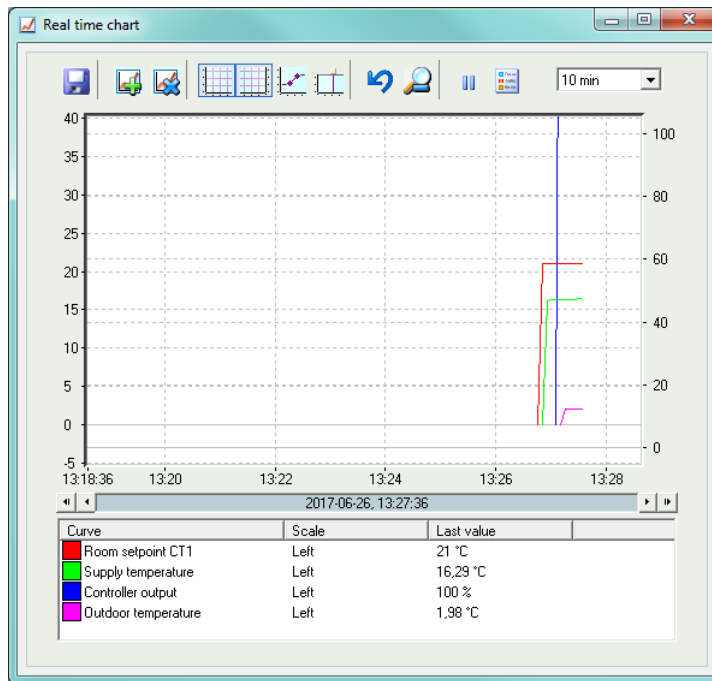 Real time chart
10 min
40
35
30
25
20
15
10
5
0
-5
100
80
60
40
20
0
13:18:36 13:20 13:22 13:24 13:26 13:28
2017-06-26, 13:27:36
Curve Scale Last value
Room setpoint CT1 Left 21 °C
Supply temperature Left 16,29 °C
Controller output Left 100 %
Outdoor temperature Left 1,98 °C